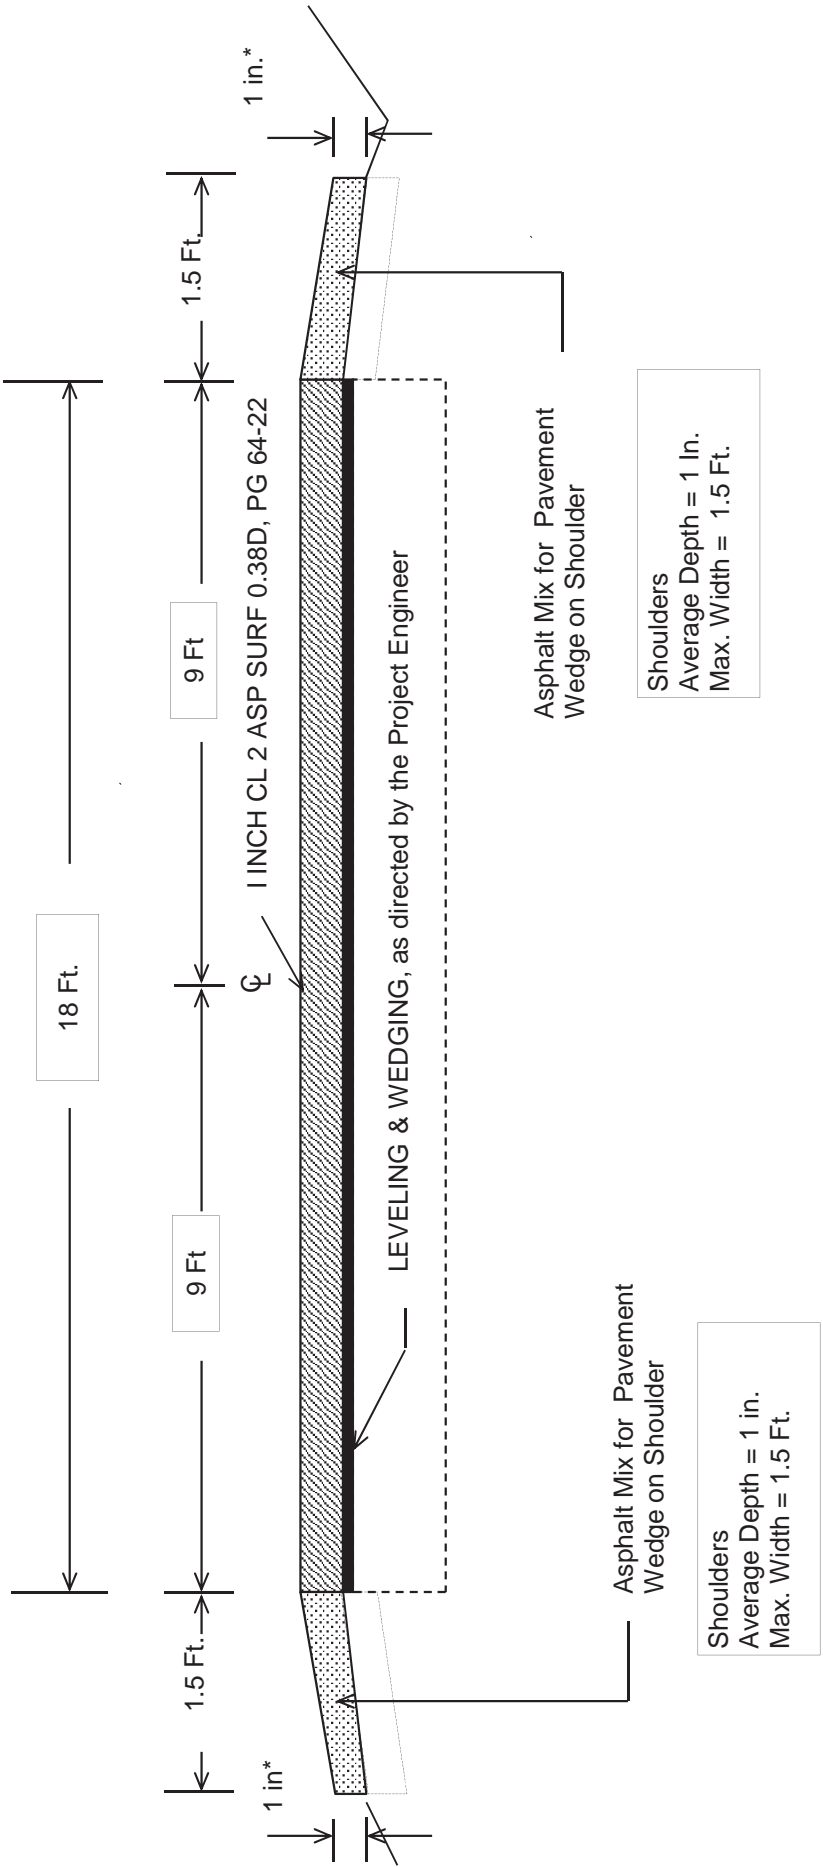 18 Ft.
1.5 Ft.
9 Ft
9 Ft
1.5 Ft.
1 in*
℄
1 INCH CL 2 ASP SURF 0.38D, PG 64-22
1 in.*
LEVELING & WEDGING, as directed by the Project Engineer
Asphalt Mix for Pavement
Wedge on Shoulder
Asphalt Mix for Pavement
Wedge on Shoulder
Shoulders
Average Depth = 1 in.
Max. Width = 1.5 Ft.
Shoulders
Average Depth = 1 In.
Max. Width = 1.5 Ft.